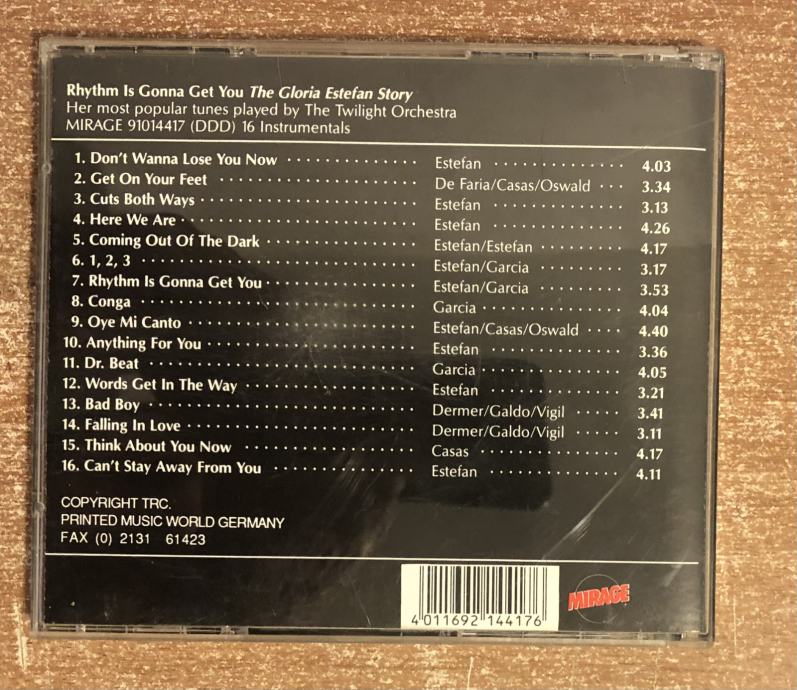 Rhythm Is Gonna Get You The Gloria Estefan Story
Her most popular tunes played by The Twilight Orchestra
MIRAGE 91014417 (DDD) 16 Instrumentals
1. Don't Wanna Lose You Now Estefan 4.03
2. Get On Your Feet De Faria/Casas/Oswald 3.34
3. Cuts Both Ways Estefan 3.13
4. Here We Are Estefan 4.26
5. Coming Out Of The Dark Estefan/Estefan 4.17
6. 1, 2, 3 Estefan/Garcia 3.17
7. Rhythm Is Gonna Get You Estefan/Garcia 3.53
8. Conga Garcia 4.04
9. Oye Mi Canto Estefan/Casas/Oswald 4.40
10. Anything For You Estefan 3.36
11. Dr. Beat Garcia 4.05
12. Words Get In The Way Estefan 3.21
13. Bad Boy Dermer/Galdo/Vigil 3.41
14. Falling In Love Dermer/Galdo/Vigil 3.11
15. Think About You Now Casas 4.17
16. Can't Stay Away From You Estefan 4.11
COPYRIGHT TRC.
PRINTED MUSIC WORLD GERMANY
FAX (0) 2131 61423
4 011692 144176
MIRAGE